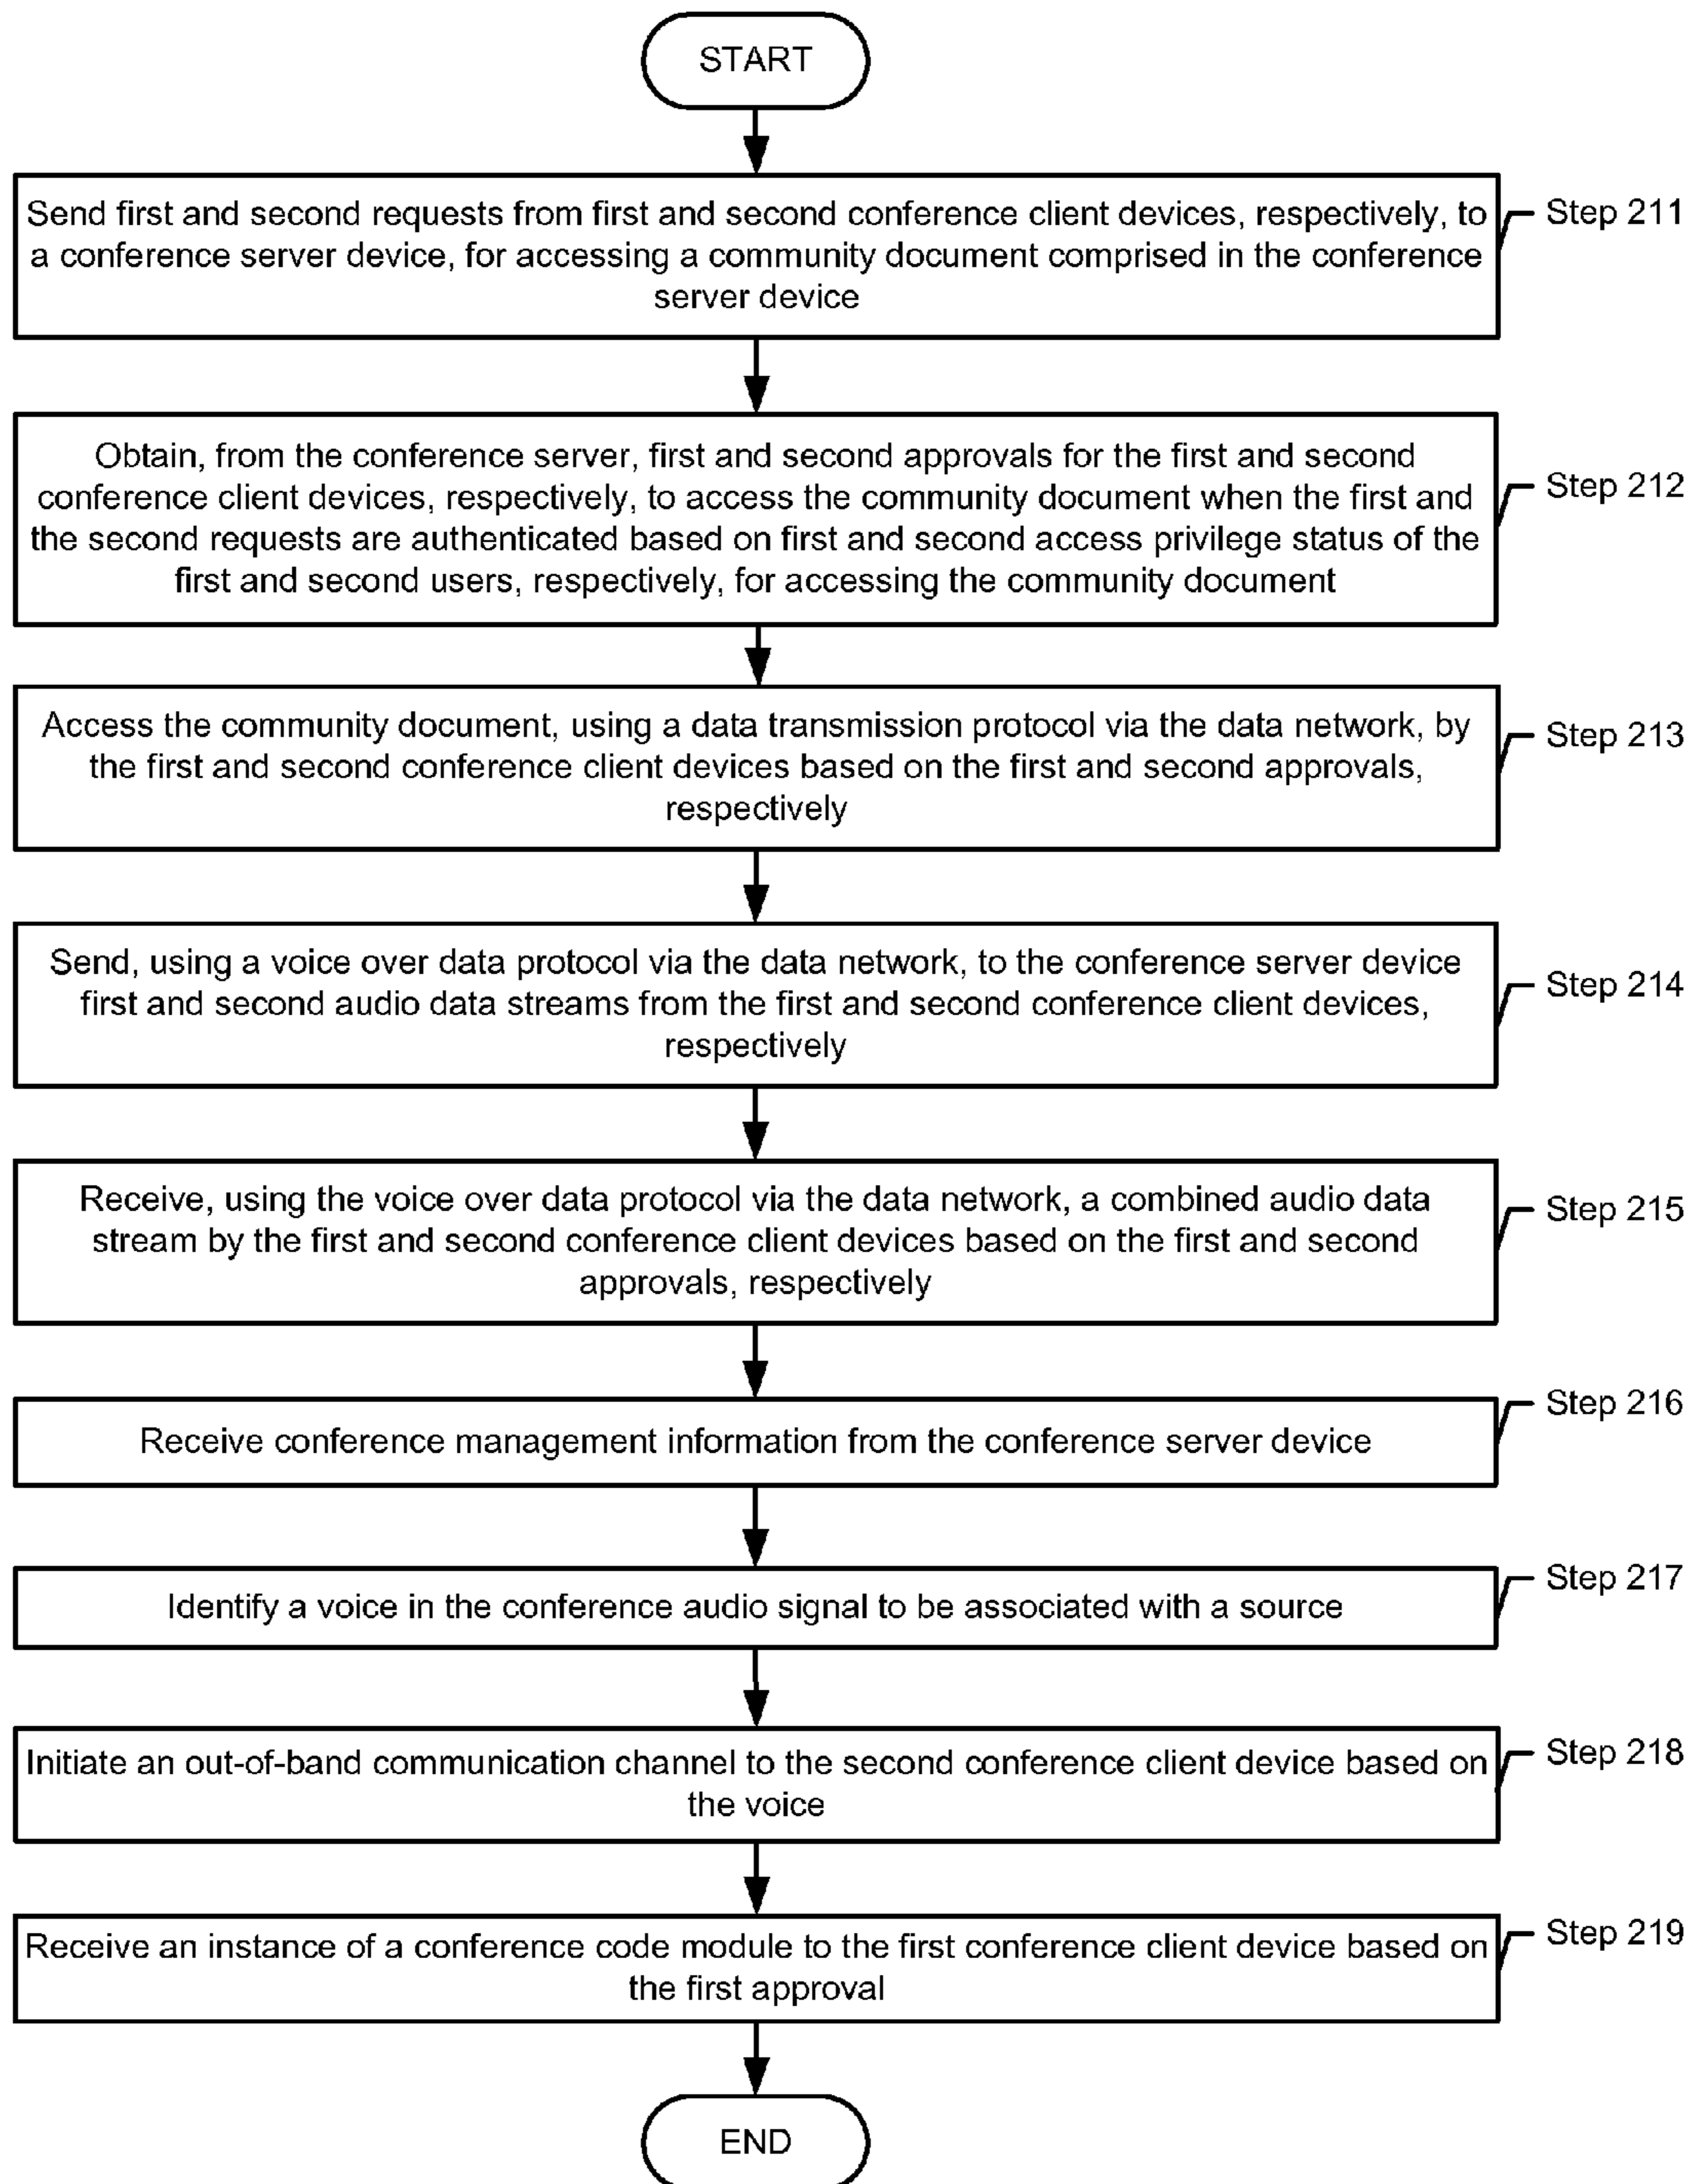 START
Send first and second requests from first and second conference client devices, respectively, to
a conference server device, for accessing a community document comprised in the conference
server device
Step 211
Obtain, from the conference server, first and second approvals for the first and second
conference client devices, respectively, to access the community document when the first and
the second requests are authenticated based on first and second access privilege status of the
first and second users, respectively, for accessing the community document
Step 212
Access the community document, using a data transmission protocol via the data network, by
the first and second conference client devices based on the first and second approvals,
respectively
Step 213
Send, using a voice over data protocol via the data network, to the conference server device
first and second audio data streams from the first and second conference client devices,
respectively
Step 214
Receive, using the voice over data protocol via the data network, a combined audio data
stream by the first and second conference client devices based on the first and second
approvals, respectively
Step 215
Receive conference management information from the conference server device
Step 216
Identify a voice in the conference audio signal to be associated with a source
Step 217
Initiate an out-of-band communication channel to the second conference client device based on
the voice
Step 218
Receive an instance of a conference code module to the first conference client device based on
the first approval
Step 219
END